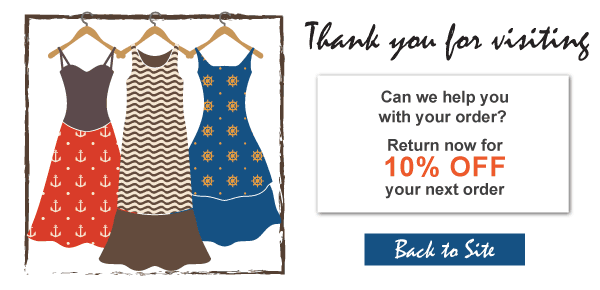 Thank you for visiting
Can we help you
with your order?
Return now for
10% OFF
your next order
Back to Site